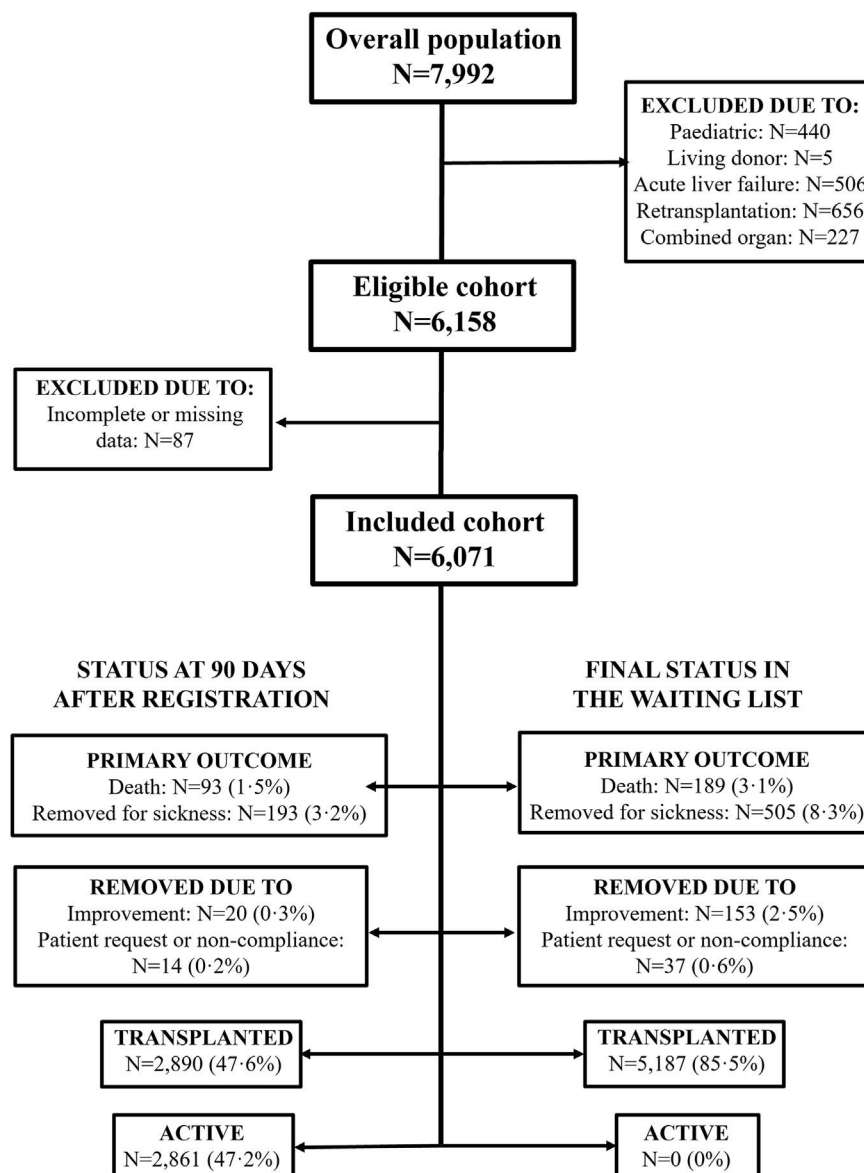 Overall population
N=7,992
EXCLUDED DUE TO:
Paediatric: N=440
Living donor: N=5
Acute liver failure: N=506
Retransplantation: N=656
Combined organ: N=227
Eligible cohort
N=6,158
EXCLUDED DUE TO:
Incomplete or missing
data: N=87
Included cohort
N=6,071
STATUS AT 90 DAYS
AFTER REGISTRATION
PRIMARY OUTCOME
Death: N=93 (1·5%)
Removed for sickness: N=193 (3·2%)
REMOVED DUE TO
Improvement: N=20 (0·3%)
Patient request or non-compliance:
N=14 (0·2%)
TRANSPLANTED
N=2,890 (47·6%)
ACTIVE
N=2,861 (47·2%)
FINAL STATUS IN
THE WAITING LIST
PRIMARY OUTCOME
Death: N=189 (3·1%)
Removed for sickness: N=505 (8·3%)
REMOVED DUE TO
Improvement: N=153 (2·5%)
Patient request or non-compliance:
N=37 (0·6%)
TRANSPLANTED
N=5,187 (85·5%)
ACTIVE
N=0 (0%)